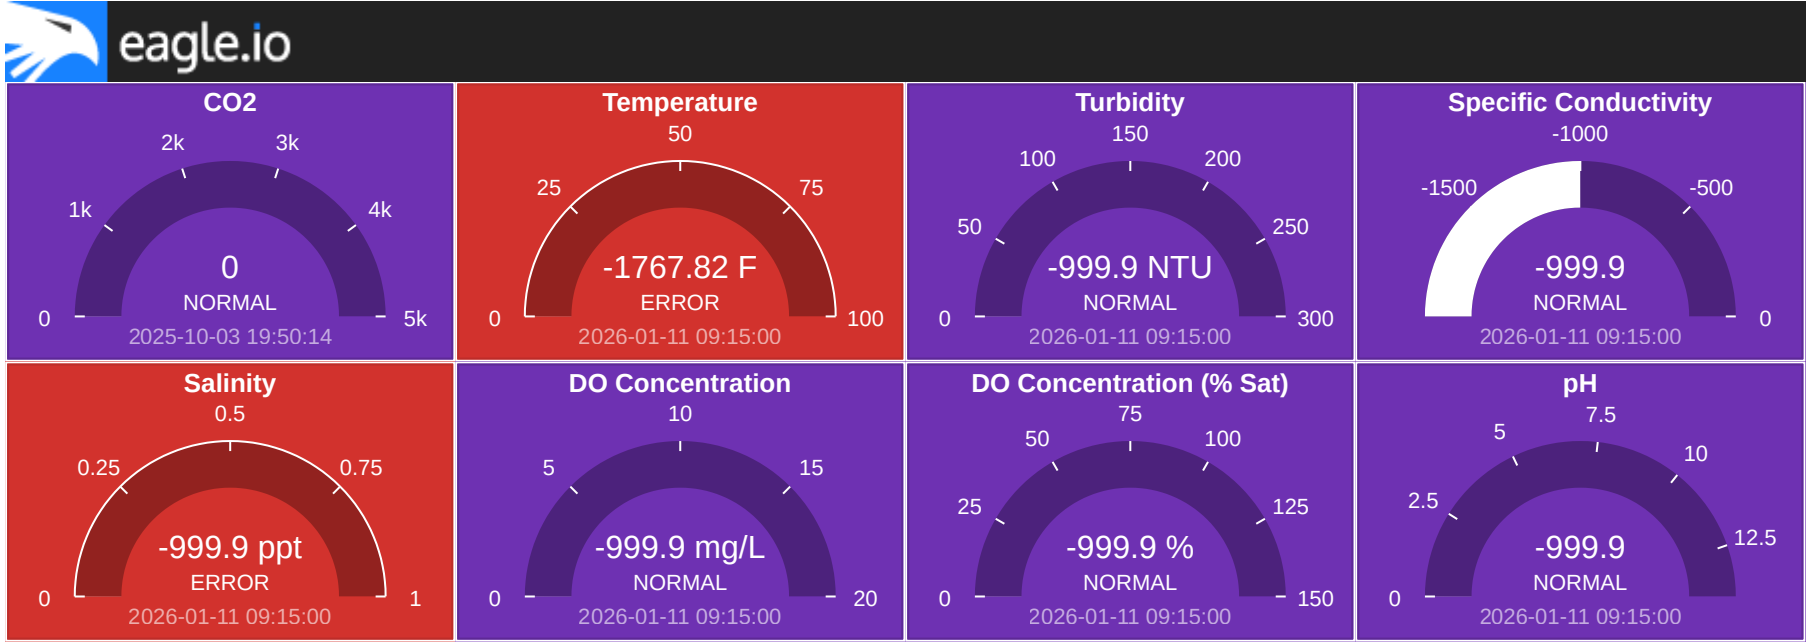 eagle.io
CO2
0
1k
2k
3k
4k
5k
0
NORMAL
2025-10-03 19:50:14
Temperature
0
25
50
75
100
-1767.82 F
ERROR
2026-01-11 09:15:00
Turbidity
0
50
100
150
200
250
300
-999.9 NTU
NORMAL
2026-01-11 09:15:00
Specific Conductivity
-1500
-1000
-500
0
-999.9
NORMAL
2026-01-11 09:15:00
Salinity
0
0.25
0.5
0.75
1
-999.9 ppt
ERROR
2026-01-11 09:15:00
DO Concentration
0
5
10
15
20
-999.9 mg/L
NORMAL
2026-01-11 09:15:00
DO Concentration (% Sat)
0
25
50
75
100
125
150
-999.9 %
NORMAL
2026-01-11 09:15:00
pH
0
2.5
5
7.5
10
12.5
-999.9
NORMAL
2026-01-11 09:15:00